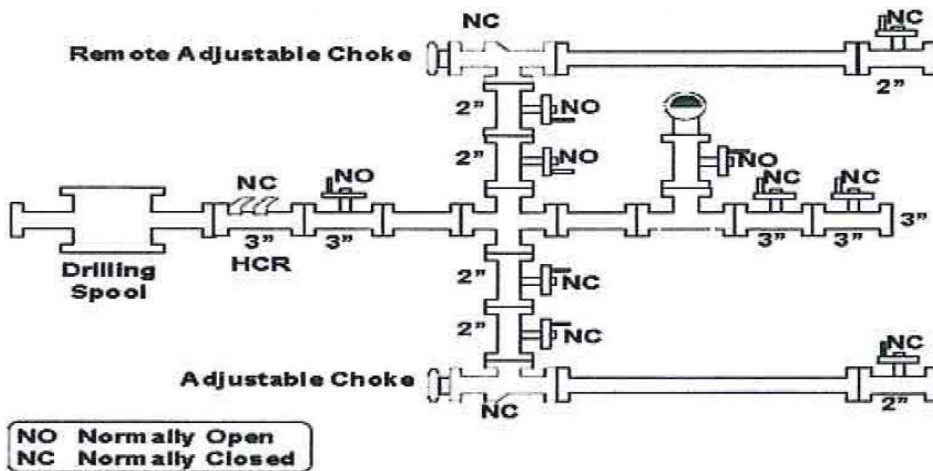 NC
NC
Remote Adjustable Choke
2"
2"
NO
2"
NO
NO
NC
NO
NC
NC
3"
3"
3"
3"
3"
HCR
Drilling
Spool
2"
NC
2"
NC
NC
Adjustable Choke
NC
2"
NO Normally Open
NC Normally Closed